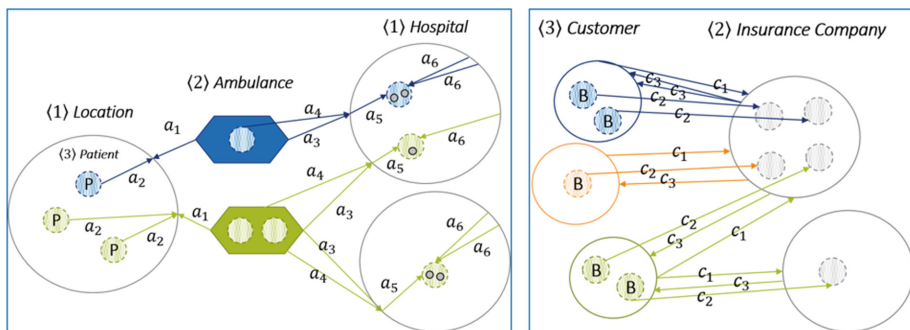 ⟨1⟩ Hospital
⟨2⟩ Ambulance
⟨1⟩ Location
⟨3⟩ Patient
P
P
P
a₁
a₂
a₂
a₂
a₁
a₄
a₃
a₄
a₃
a₃
a₄
a₅
a₆
a₆
a₅
a₆
a₅
a₆
a₆
⟨3⟩ Customer
⟨2⟩ Insurance Company
B
B
c₃
c₃
c₁
c₂
c₂
B
c₁
c₂
c₃
B
B
c₂
c₃
c₁
c₁
c₃
c₂